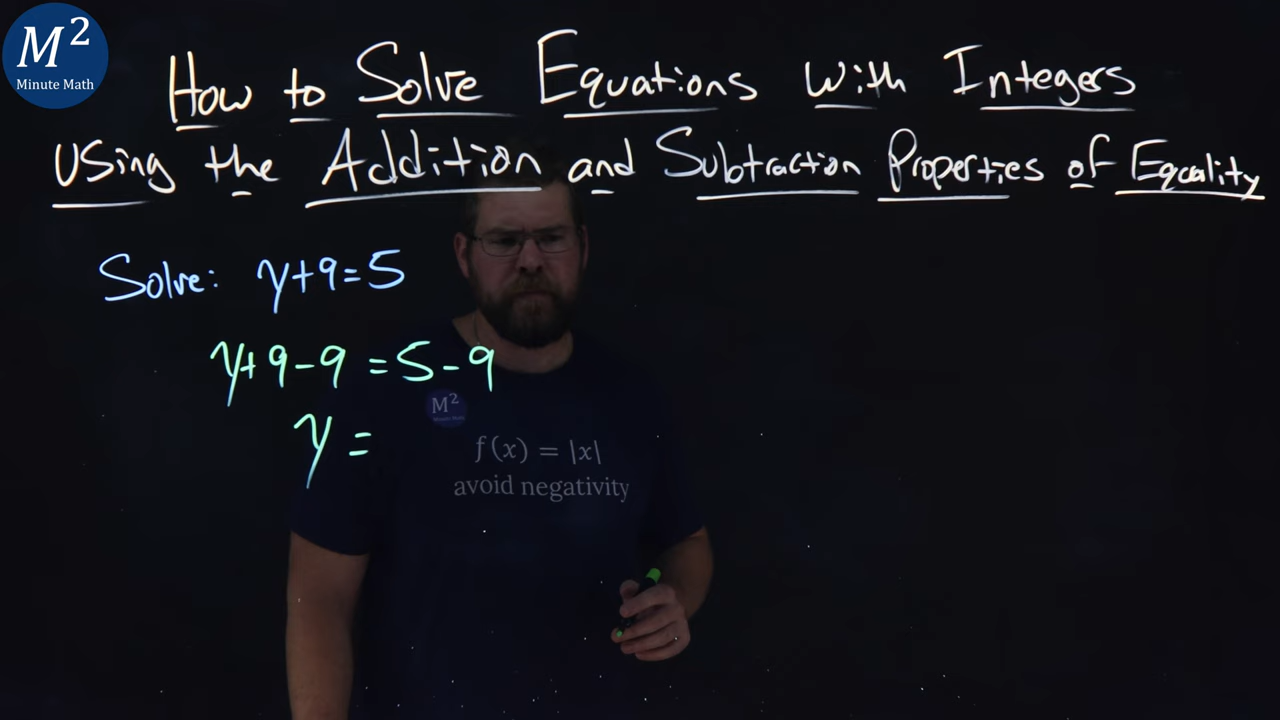 M²
Minute Math
How to Solve Equations with Integers
Using the Addition and Subtraction Properties of Equality
Solve: y+9=5
y+9-9=5-9
y=
M²
Minute Math
f(x) = |x|
avoid negativity